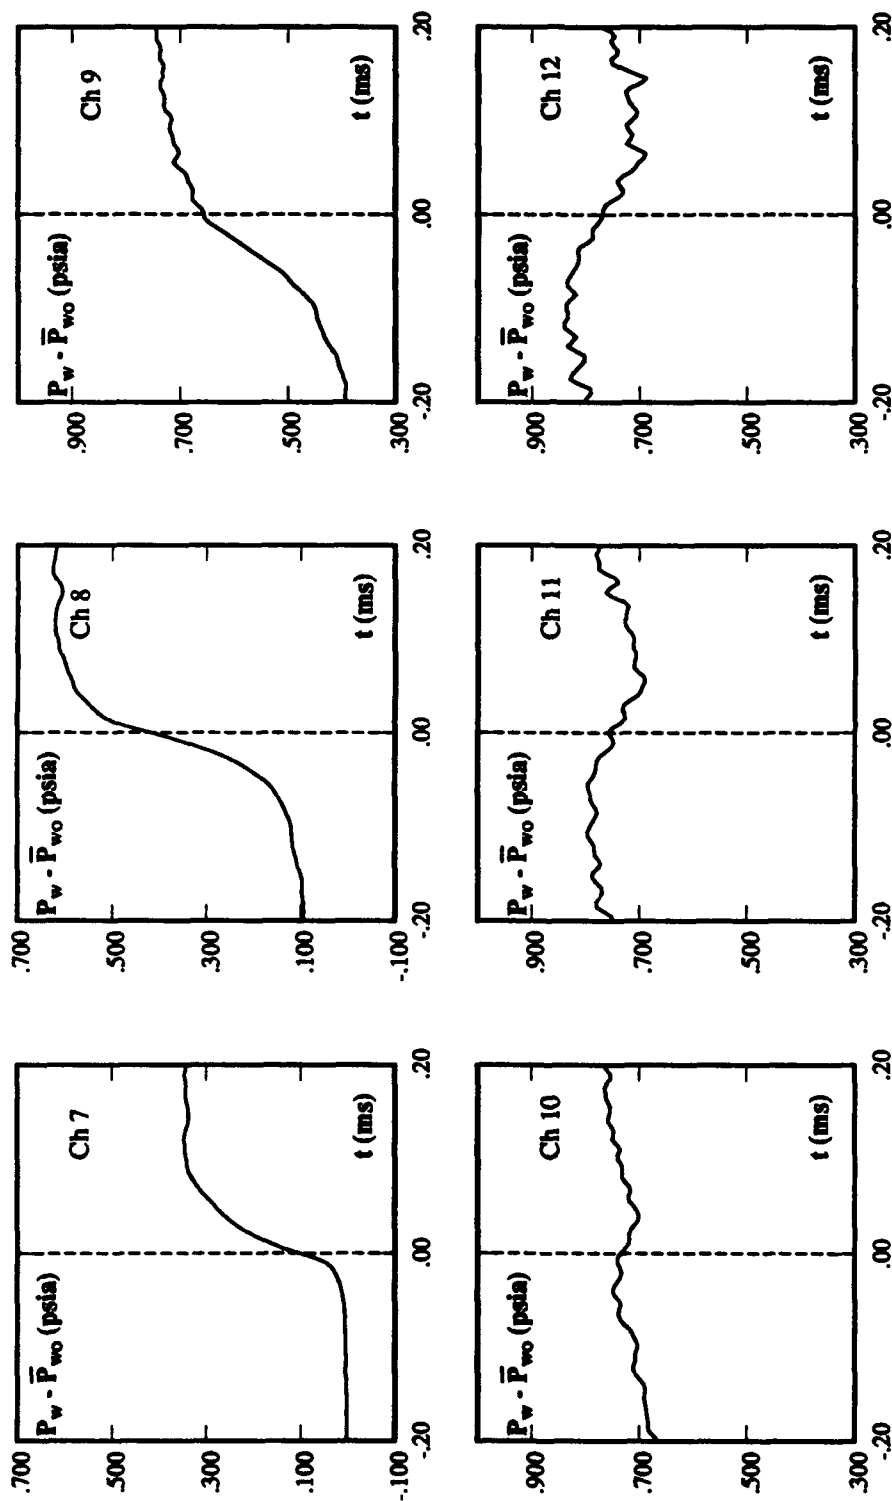 .700
.500
.300
.100
-.100
P̅w - P̅wo (psia)
Ch 7
t (ms)
-.20 .00 .20
.700
.500
.300
.100
-.100
Pw - P̅wo (psia)
Ch 8
t (ms)
-.20 .00 .20
.900
.700
.500
.300
Pw - P̅wo (psia)
Ch 9
t (ms)
-.20 .00 .20
.900
.700
.500
.300
Pw - P̅wo (psia)
Ch 10
t (ms)
-.20 .00 .20
.900
.700
.500
.300
Pw - P̅wo (psia)
Ch 11
t (ms)
-.20 .00 .20
.900
.700
.500
.300
Pw - P̅wo (psia)
Ch 12
t (ms)
-.20 .00 .20